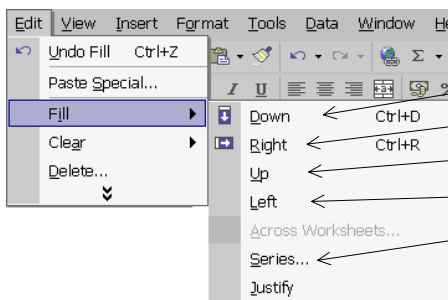 Edit View Insert Format Tools Data Window
Undo Fill Ctrl+Z
Paste Special...
Fill
Clear
Delete...
Down Ctrl+D
Right Ctrl+R
Up
Left
Across Worksheets...
Series...
Justify
I U
Σ